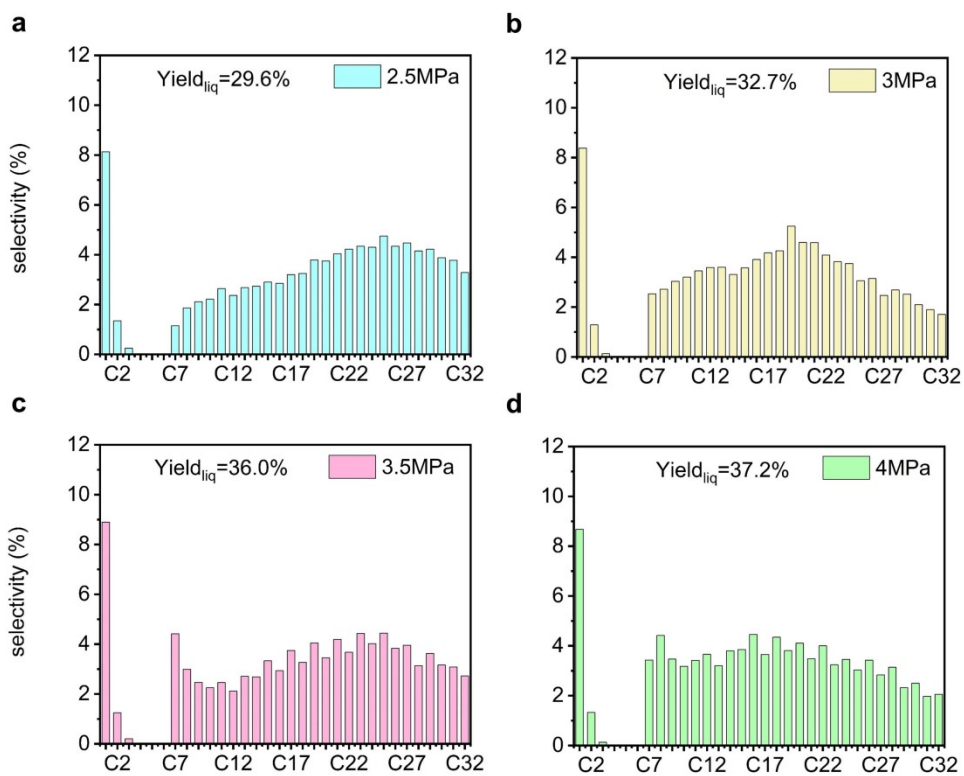 a
Yield_liq=29.6% 2.5MPa
12
10
8
6
4
2
0
selectivity (%)
C2 C7 C12 C17 C22 C27 C32
b
Yield_liq=32.7% 3MPa
12
10
8
6
4
2
0
C2 C7 C12 C17 C22 C27 C32
c
Yield_liq=36.0% 3.5MPa
12
10
8
6
4
2
0
selectivity (%)
C2 C7 C12 C17 C22 C27 C32
d
Yield_liq=37.2% 4MPa
12
10
8
6
4
2
0
C2 C7 C12 C17 C22 C27 C32